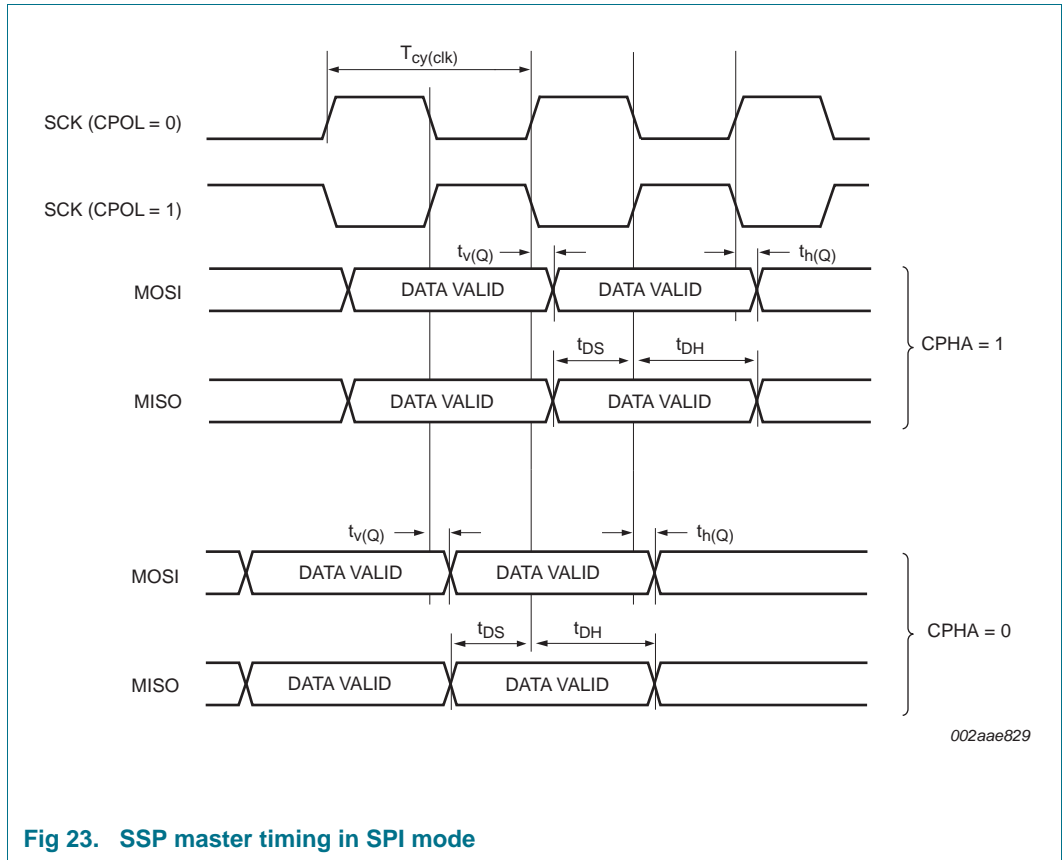 Tcy(clk)
SCK (CPOL = 0)
SCK (CPOL = 1)
tv(Q)
th(Q)
MOSI
DATA VALID
DATA VALID
tDS
tDH
CPHA = 1
MISO
DATA VALID
DATA VALID
tv(Q)
th(Q)
MOSI
DATA VALID
DATA VALID
tDS
tDH
CPHA = 0
MISO
DATA VALID
DATA VALID
002aae829
Fig 23. SSP master timing in SPI mode